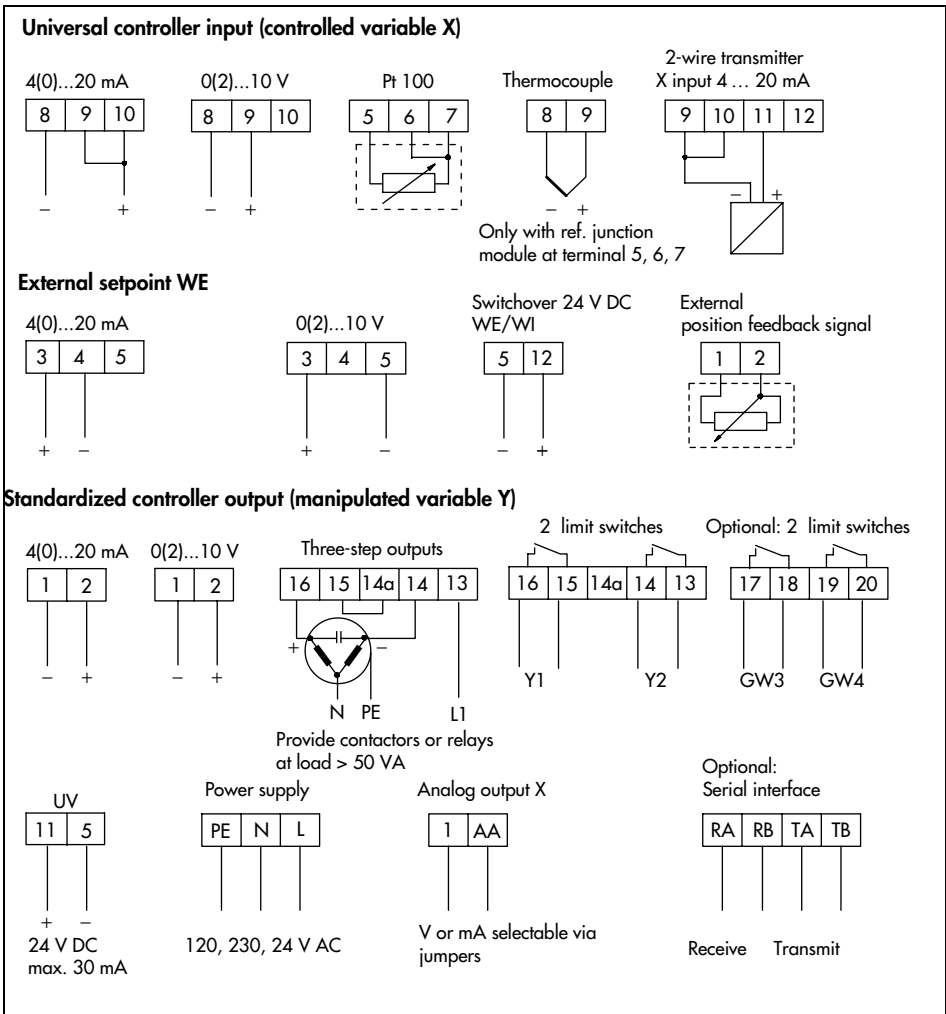 Universal controller input (controlled variable X)
4(0)...20 mA
0(2)...10 V
Pt 100
Thermocouple
2-wire transmitter
X input 4 ... 20 mA
8 9 10
8 9 10
5 6 7
8 9
9 10 11 12
− +
− +
− +
− +
Only with ref. junction
module at terminal 5, 6, 7
External setpoint WE
4(0)...20 mA
0(2)...10 V
Switchover 24 V DC
WE/WI
External
position feedback signal
3 4 5
3 4 5
5 12
1 2
+ −
+ −
− +
Standardized controller output (manipulated variable Y)
4(0)...20 mA
0(2)...10 V
Three-step outputs
2 limit switches
Optional: 2 limit switches
1 2
1 2
16 15 14a 14 13
16 15 14a 14 13
17 18 19 20
− +
− +
+ −
N PE L1
Y1 Y2
GW3 GW4
Provide contactors or relays
at load > 50 VA
UV
Power supply
Analog output X
Optional:
Serial interface
11 5
PE N L
1 AA
RA RB TA TB
+ −
24 V DC
max. 30 mA
120, 230, 24 V AC
V or mA selectable via
jumpers
Receive Transmit